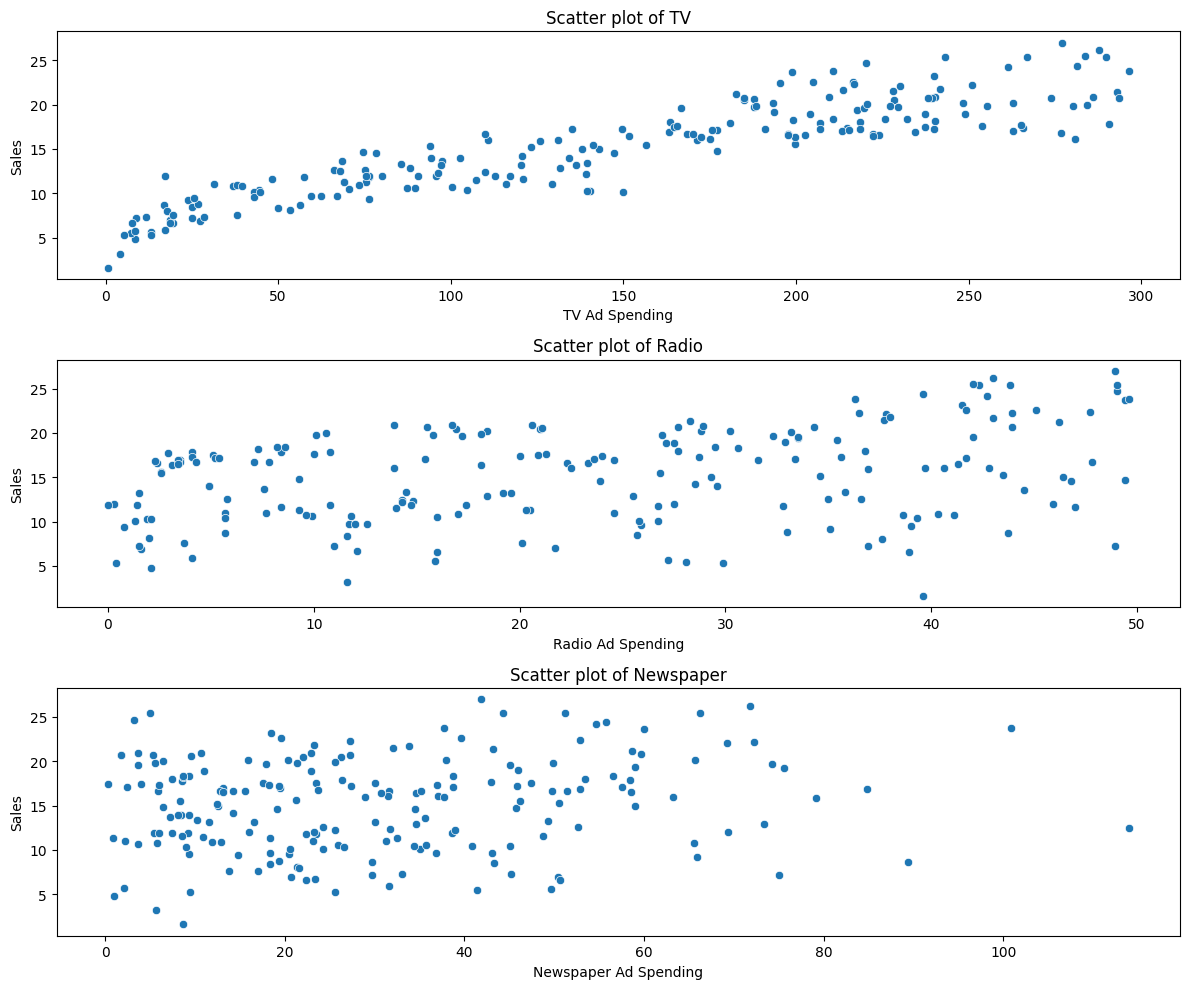 Scatter plot of TV
Sales
25
20
15
10
5
0 50 100 150 200 250 300
TV Ad Spending
Scatter plot of Radio
Sales
25
20
15
10
5
0 10 20 30 40 50
Radio Ad Spending
Scatter plot of Newspaper
Sales
25
20
15
10
5
0 20 40 60 80 100
Newspaper Ad Spending